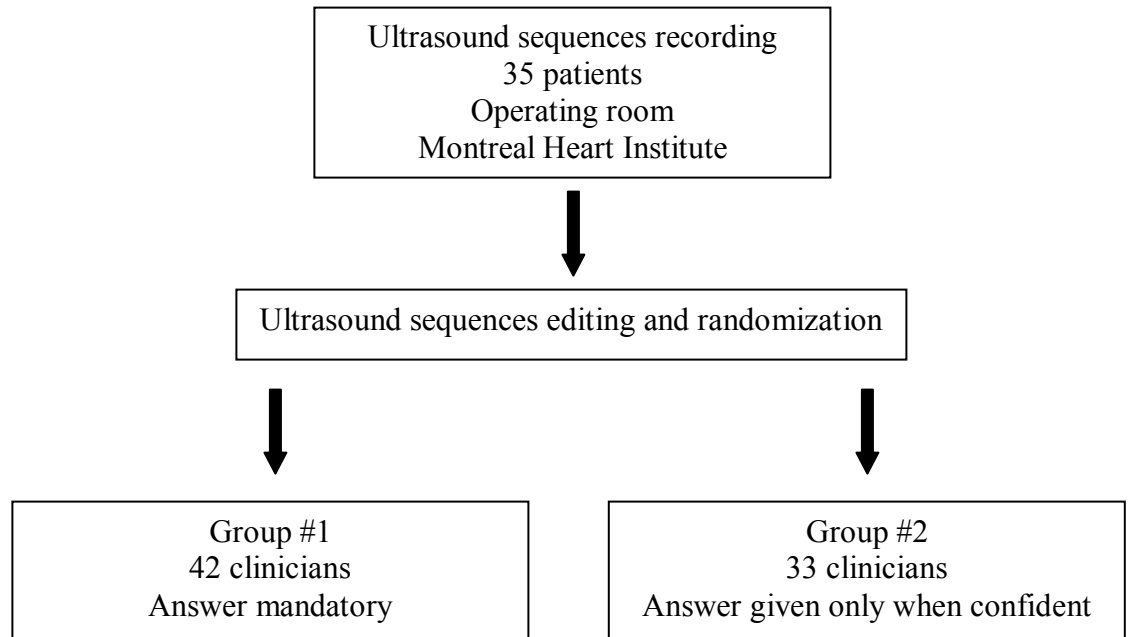 Ultrasound sequences recording
35 patients
Operating room
Montreal Heart Institute
Ultrasound sequences editing and randomization
Group #1
42 clinicians
Answer mandatory
Group #2
33 clinicians
Answer given only when confident